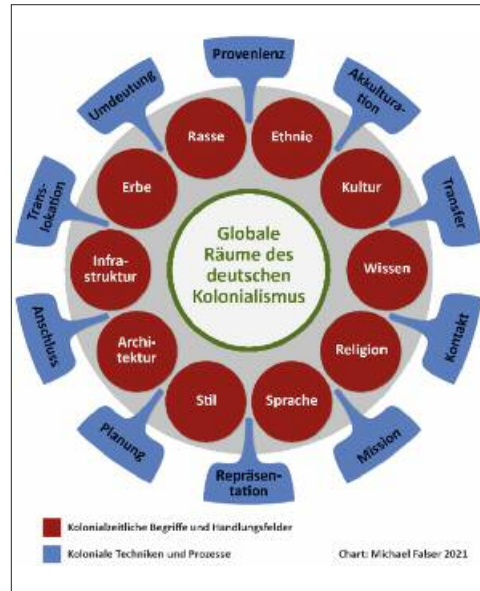 Provenienz
Akkultura-
tion
Transfer
Kontakt
Mission
Repräsen-
tation
Planung
Anschluss
Trans-
lokation
Umdeutung
Rasse
Ethnie
Kultur
Wissen
Religion
Sprache
Stil
Archi-
tektur
Infra-
struktur
Erbe
Globale
Räume des
deutschen
Kolonialismus
Kolonialzeitliche Begriffe und Handlungsfelder
Koloniale Techniken und Prozesse
Chart: Michael Falser 2021